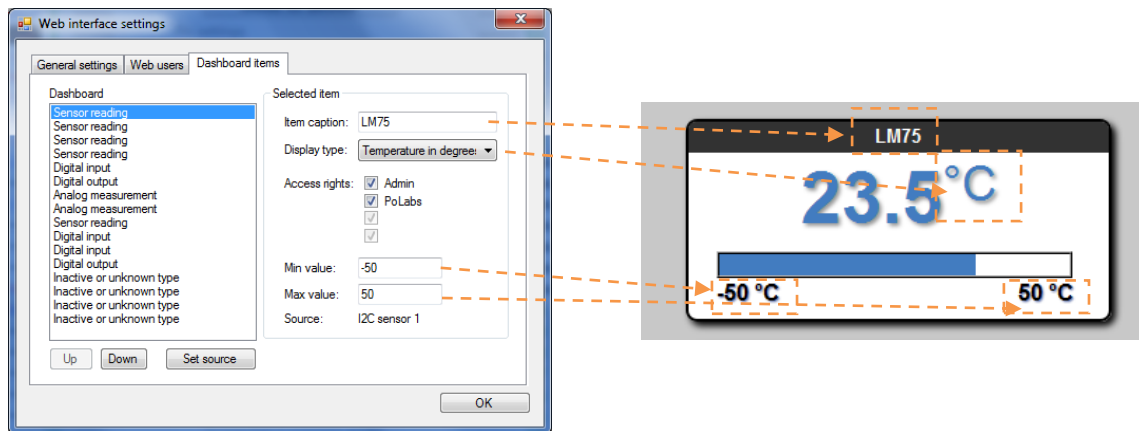 Web interface settings
General settings
Web users
Dashboard items
Dashboard
Sensor reading
Sensor reading
Sensor reading
Sensor reading
Digital input
Digital output
Analog measurement
Analog measurement
Sensor reading
Digital input
Digital input
Digital output
Inactive or unknown type
Inactive or unknown type
Inactive or unknown type
Inactive or unknown type
Up
Down
Set source
Selected item
Item caption: LM75
Display type: Temperature in degree:
Access rights: Admin
PoLabs
Min value: -50
Max value: 50
Source: I2C sensor 1
OK
LM75
23.5°C
-50 °C
50 °C